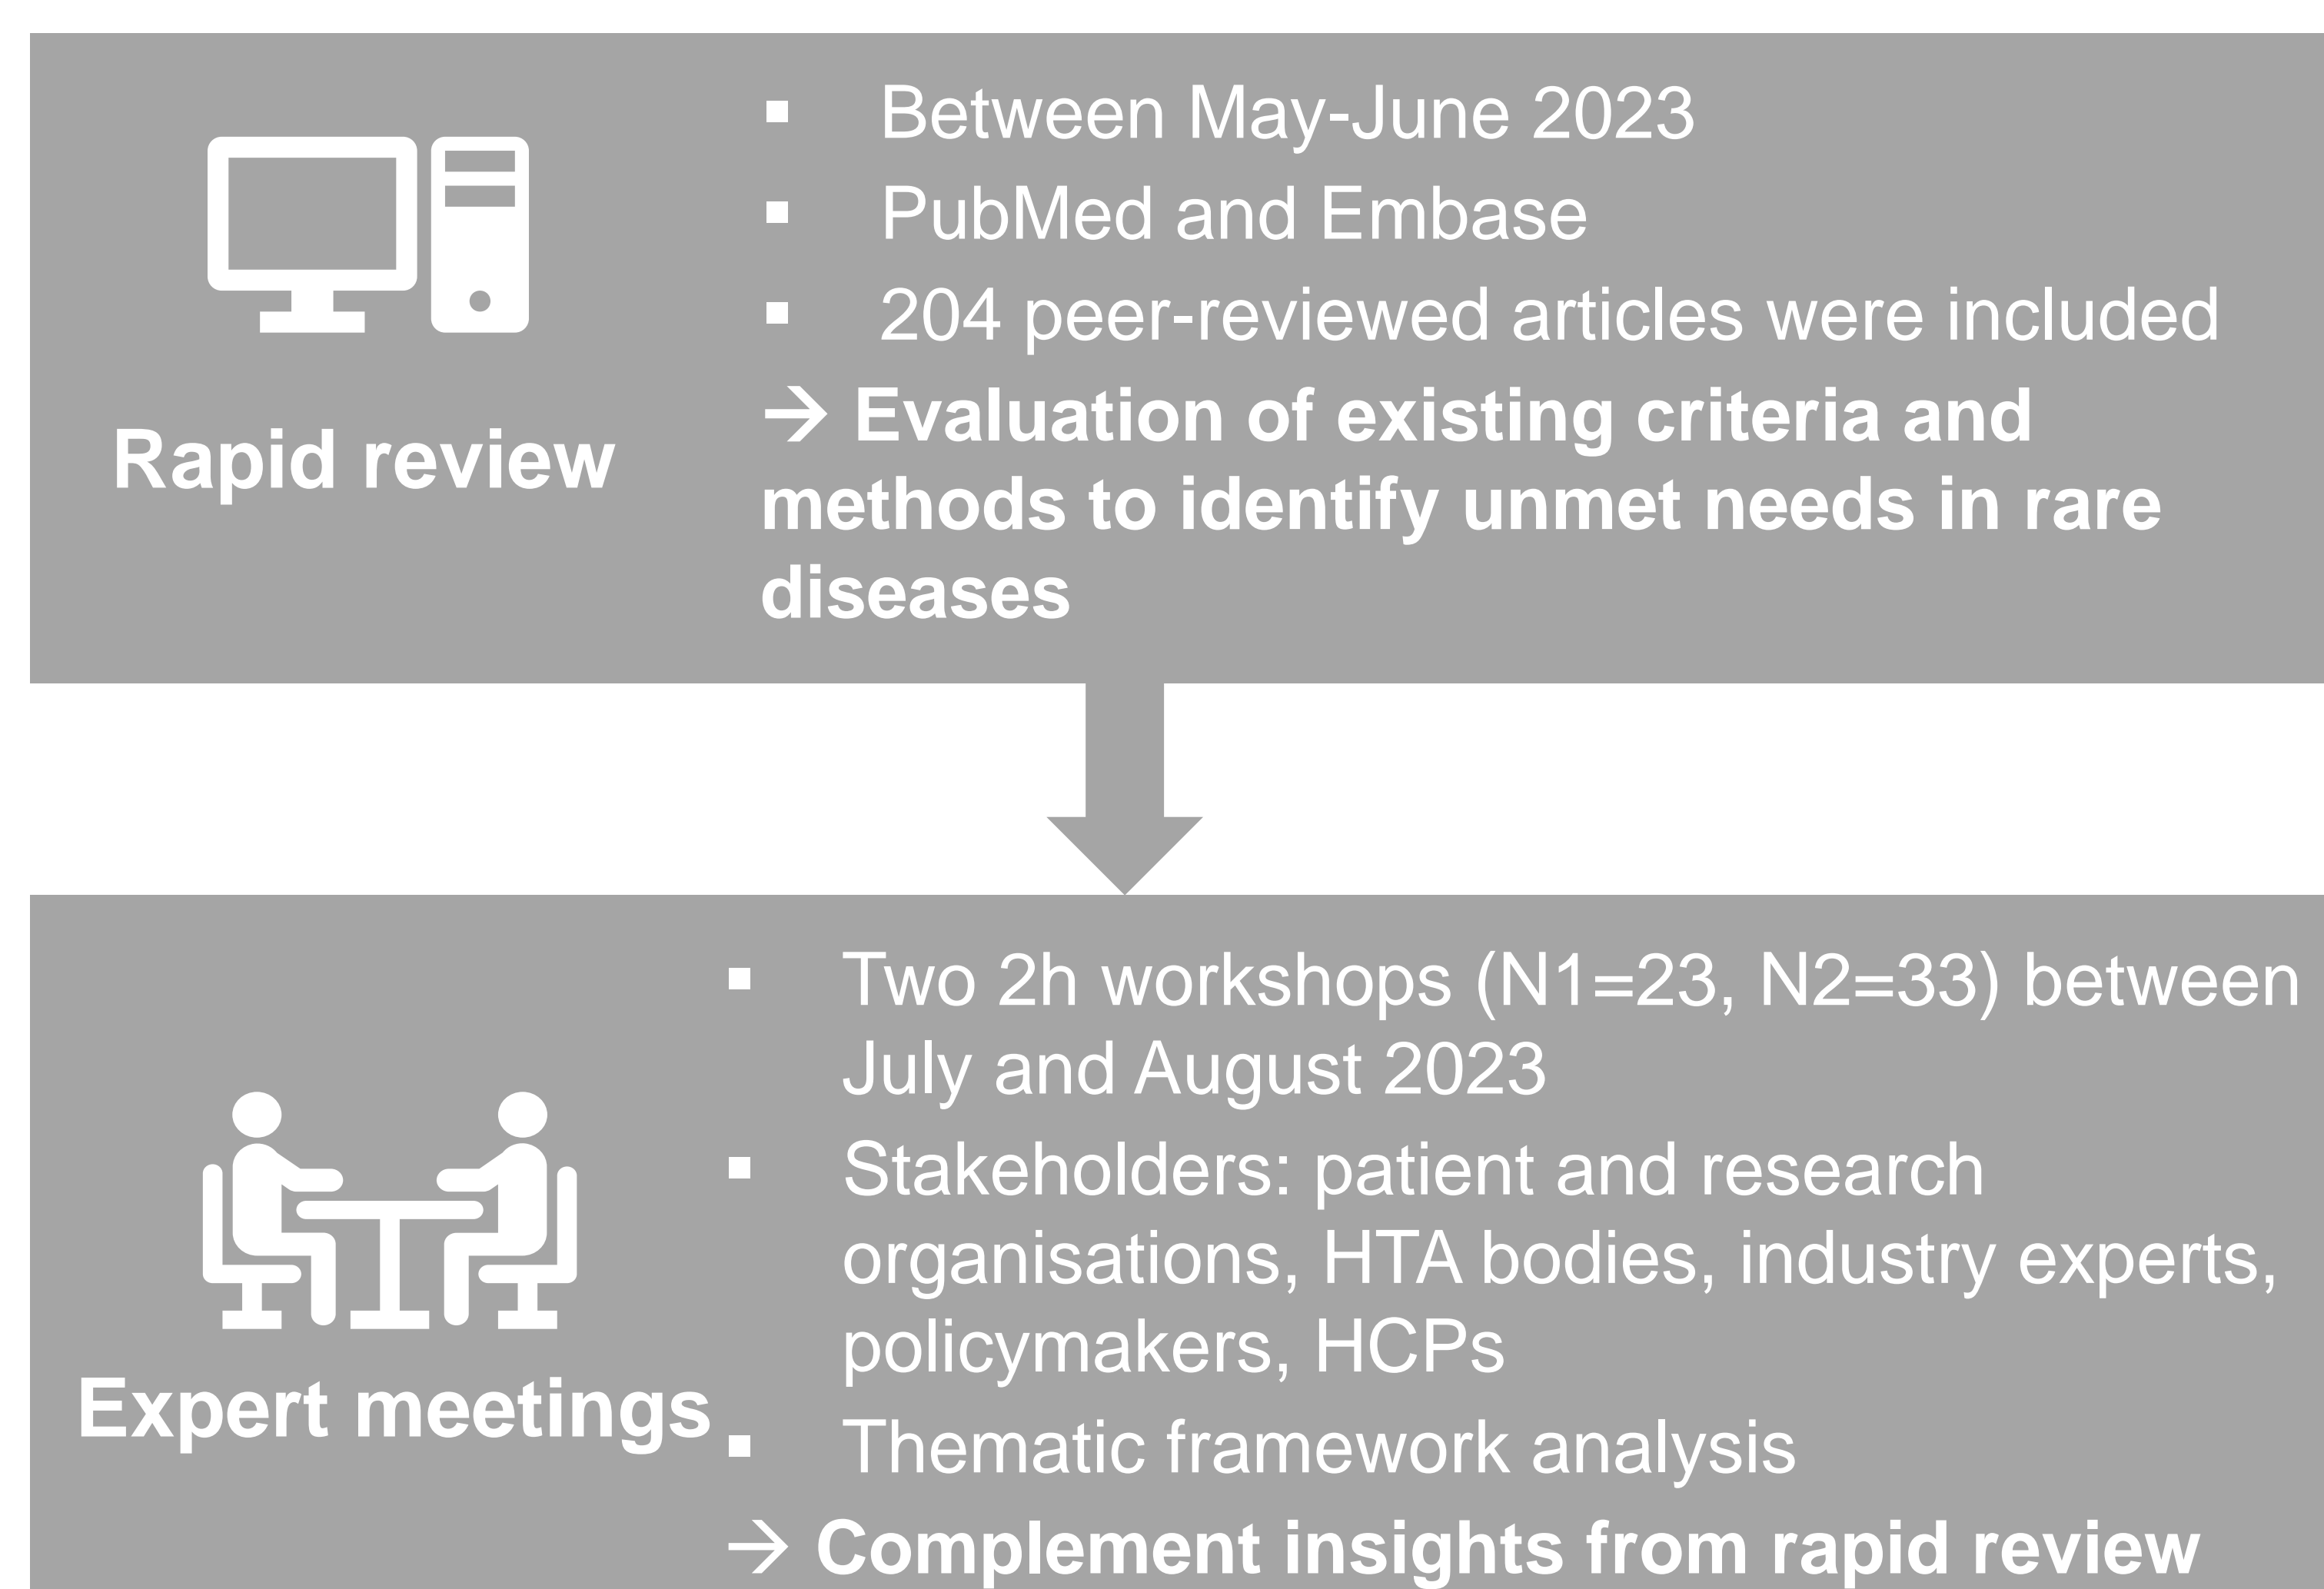 ▪ Between May-June 2023
▪ PubMed and Embase
▪ 204 peer-reviewed articles were included
→ Evaluation of existing criteria and
methods to identify unmet needs in rare
diseases
Rapid review
▪ Two 2h workshops (N1=23, N2=33) between
July and August 2023
▪ Stakeholders: patient and research
organisations, HTA bodies, industry experts,
policymakers, HCPs
▪ Thematic framework analysis
→ Complement insights from rapid review
Expert meetings